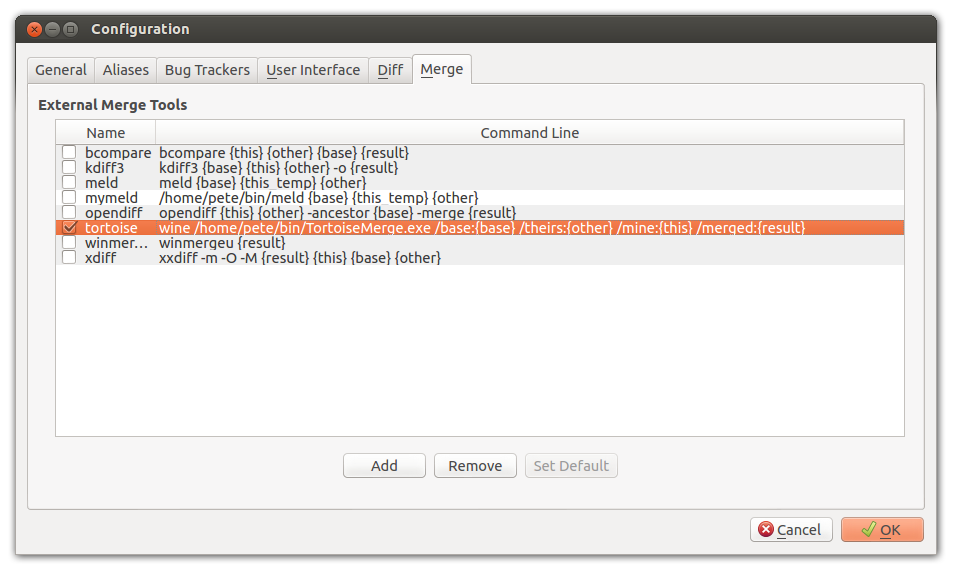 Configuration
General Aliases Bug Trackers User Interface Diff Merge
External Merge Tools
Name Command Line
bcompare bcompare {this} {other} {base} {result}
kdiff3 kdiff3 {base} {this} {other} -o {result}
meld meld {base} {this_temp} {other}
mymeld /home/pete/bin/meld {base} {this_temp} {other}
opendiff opendiff {this} {other} -ancestor {base} -merge {result}
tortoise wine /home/pete/bin/TortoiseMerge.exe /base:{base} /theirs:{other} /mine:{this} /merged:{result}
winmer... winmergeu {result}
xdiff xxdiff -m -O -M {result} {this} {base} {other}
Add Remove Set Default
Cancel OK